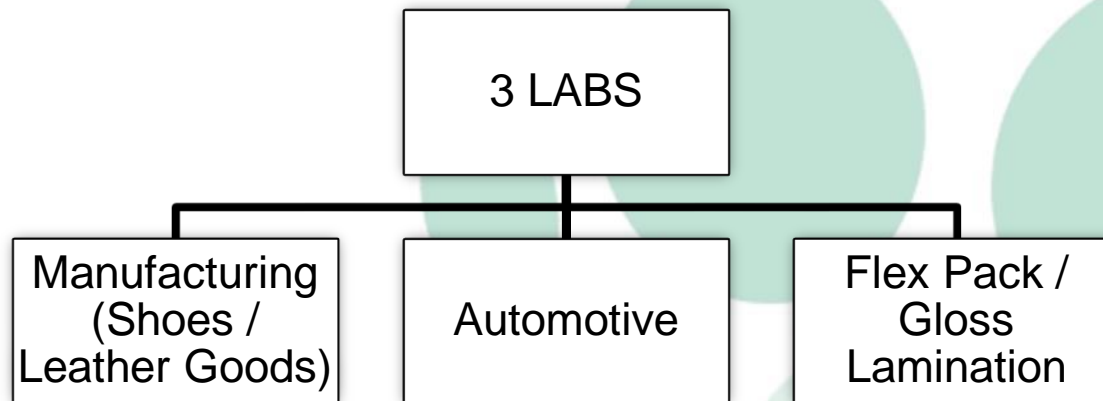 3 LABS
Manufacturing
(Shoes /
Leather Goods)
Automotive
Flex Pack /
Gloss
Lamination